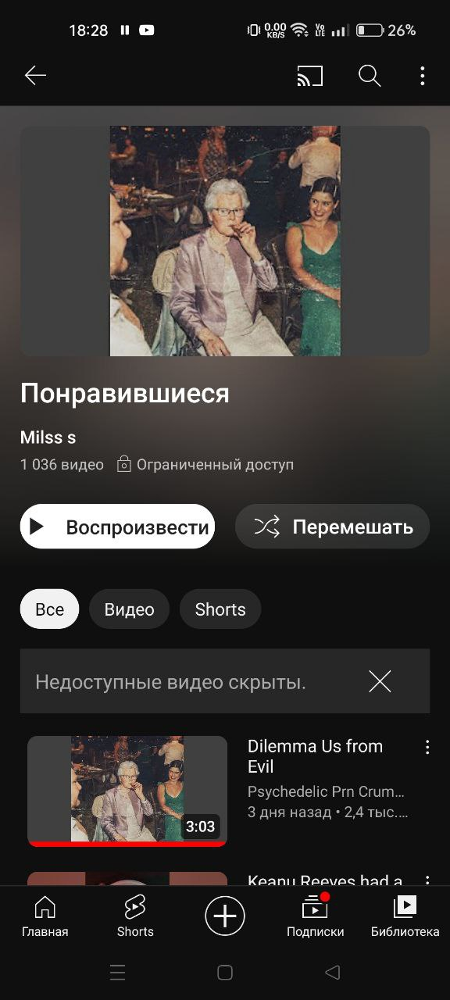 18:28
0.00 KB/S
Vo LTE
26%
Понравившиеся
Milss s
1 036 видео Ограниченный доступ
Воспроизвести Перемешать
Все Видео Shorts
Недоступные видео скрыты.
Dilemma Us from
Evil
Psychedelic Prn Crum...
3 дня назад • 2,4 тыс....
3:03
Keanu Reeves had a
Главная Shorts Подписки Библиотека